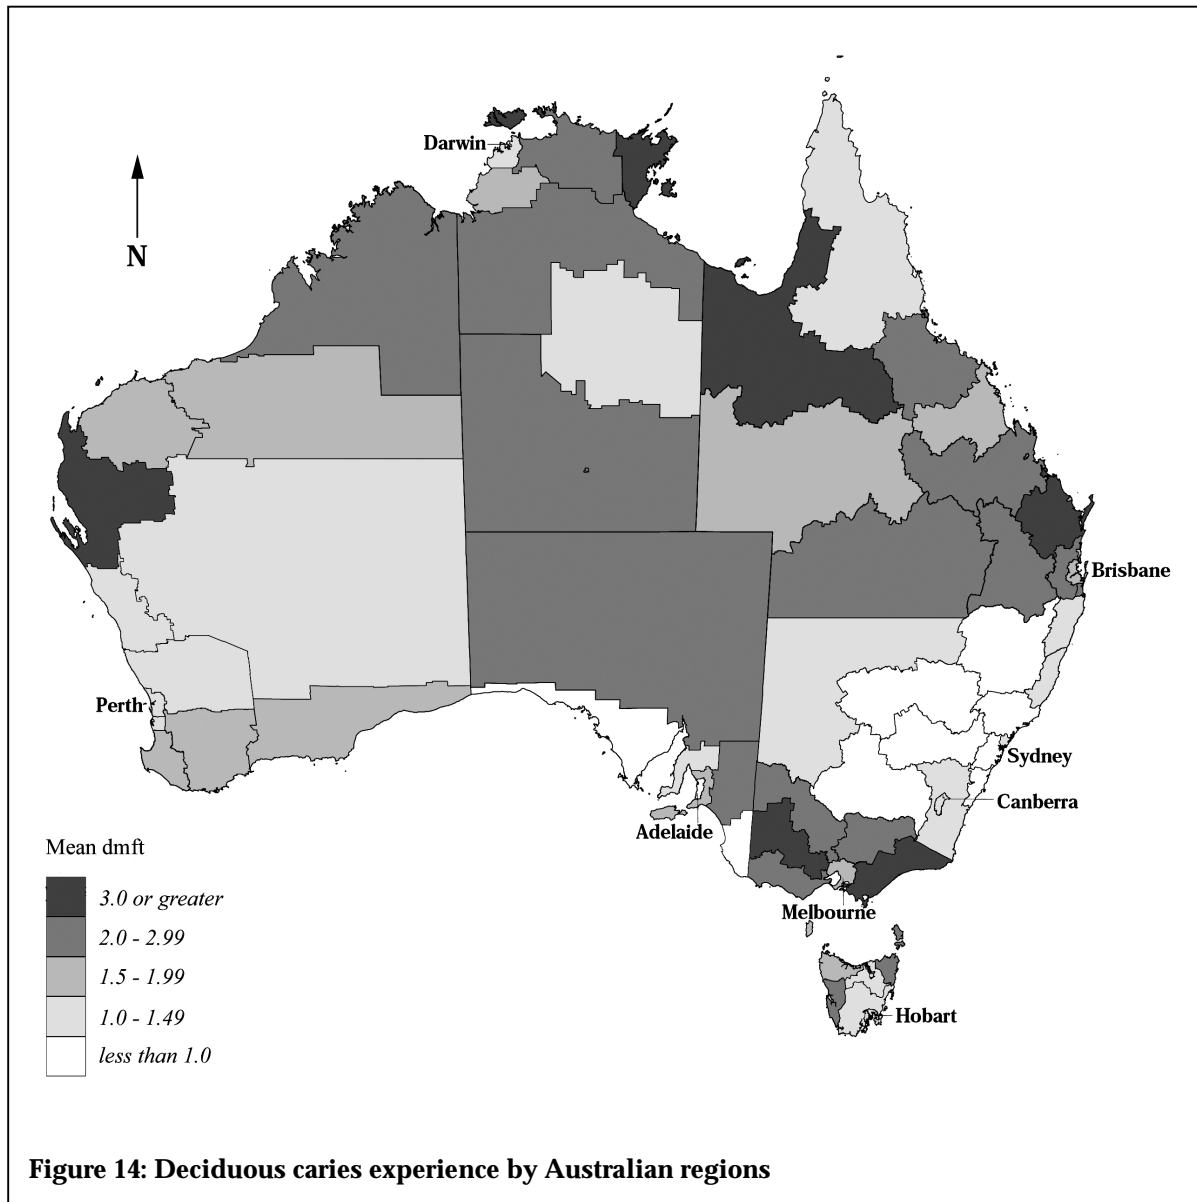 Darwin
N
Brisbane
Perth
Sydney
Canberra
Adelaide
Melbourne
Hobart
Mean dmft
3.0 or greater
2.0 - 2.99
1.5 - 1.99
1.0 - 1.49
less than 1.0
Figure 14: Deciduous caries experience by Australian regions